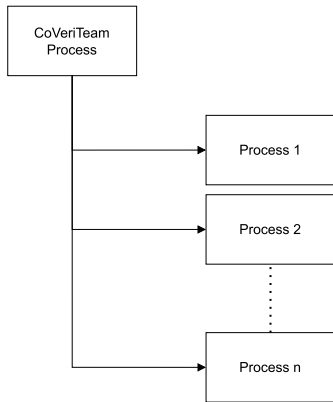 CoVeriTeam
Process
Process 1
Process 2
Process n